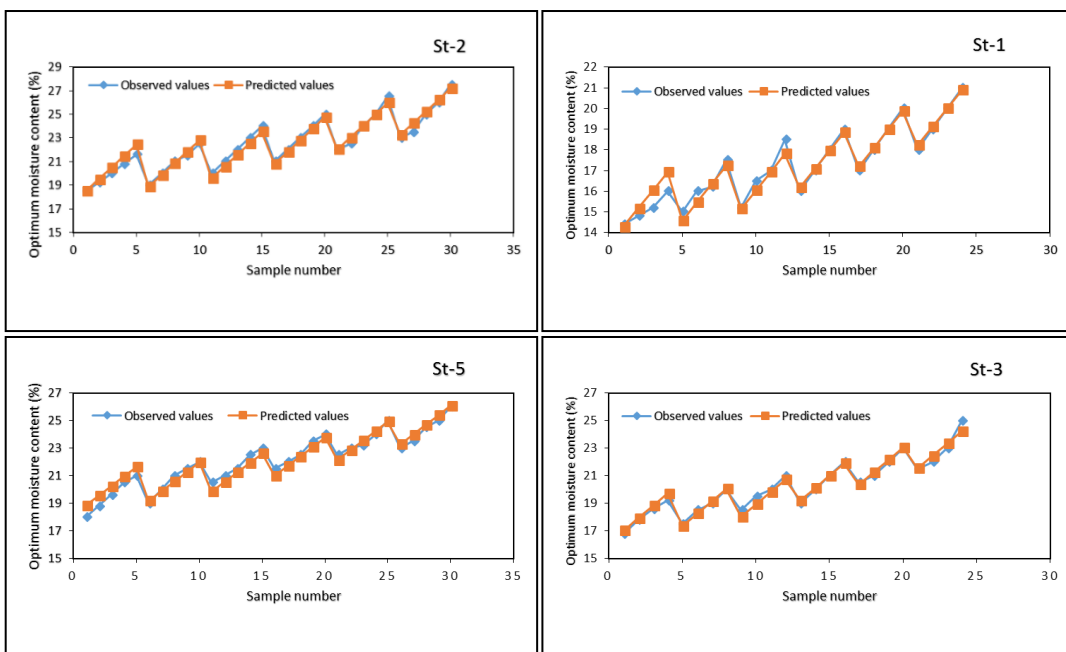 St-2
Observed values Predicted values
Optimum moisture content (%)
29
27
25
23
21
19
17
15
0 5 10 15 20 25 30 35
Sample number
St-1
Observed values Predicted values
Optimum moisture content (%)
22
21
20
19
18
17
16
15
14
0 5 10 15 20 25 30
Sample number
St-5
Observed values Predicted values
Optimum moisture content (%)
27
25
23
21
19
17
15
0 5 10 15 20 25 30 35
Sample number
St-3
Observed values Predicted values
Optimum moisture content (%)
27
25
23
21
19
17
15
0 5 10 15 20 25 30
Sample number